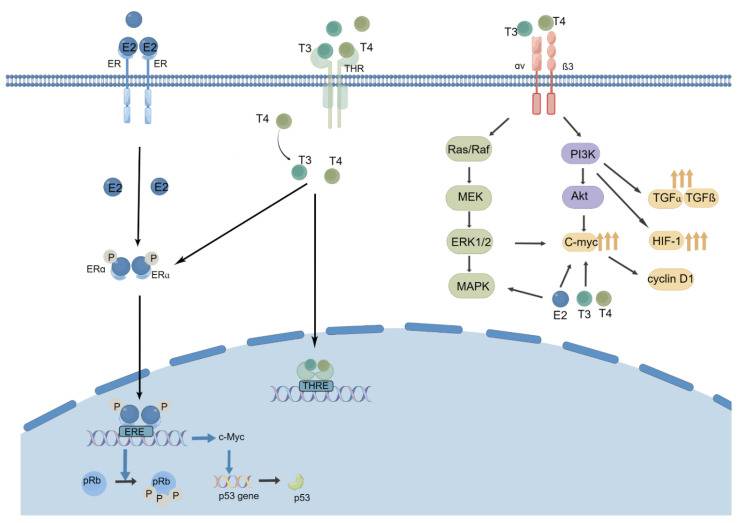 T3
T4
T3
T4
E2
E2
ER
ER
THR
αv
ß3
T4
T3
T4
E2
E2
Ras/Raf
PI3K
MEK
Akt
TGFα
TGFß
ERK1/2
C-myc
HIF-1
MAPK
cyclin D1
E2
T3
T4
P
P
ERα
ERα
THRE
P
P
ERE
c-Myc
pRb
pRb
P
P
P
p53 gene
p53